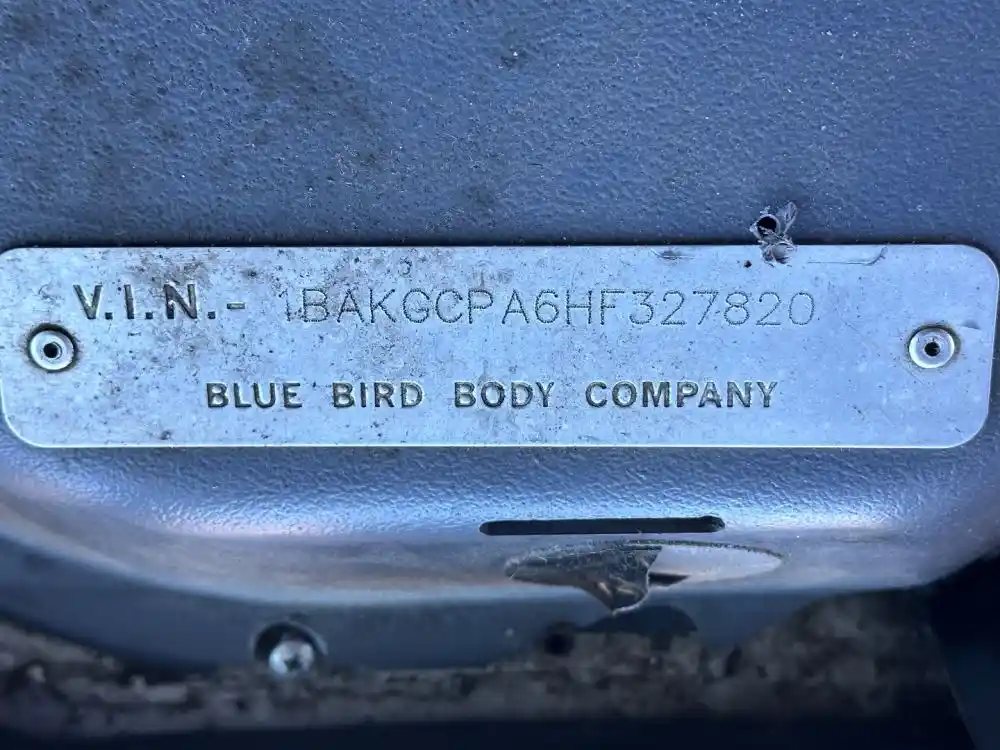 V.I.N.- 1BAKGCPA6HF327820
BLUE BIRD BODY COMPANY